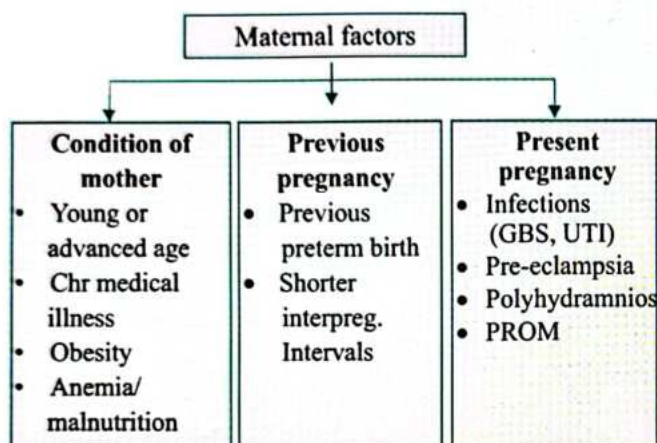 Maternal factors
Condition of
mother
• Young or
advanced age
• Chr medical
illness
• Obesity
• Anemia/
malnutrition
Previous
pregnancy
• Previous
preterm birth
• Shorter
interpreg.
Intervals
Present
pregnancy
• Infections
(GBS, UTI)
• Pre-eclampsia
• Polyhydramnios
• PROM